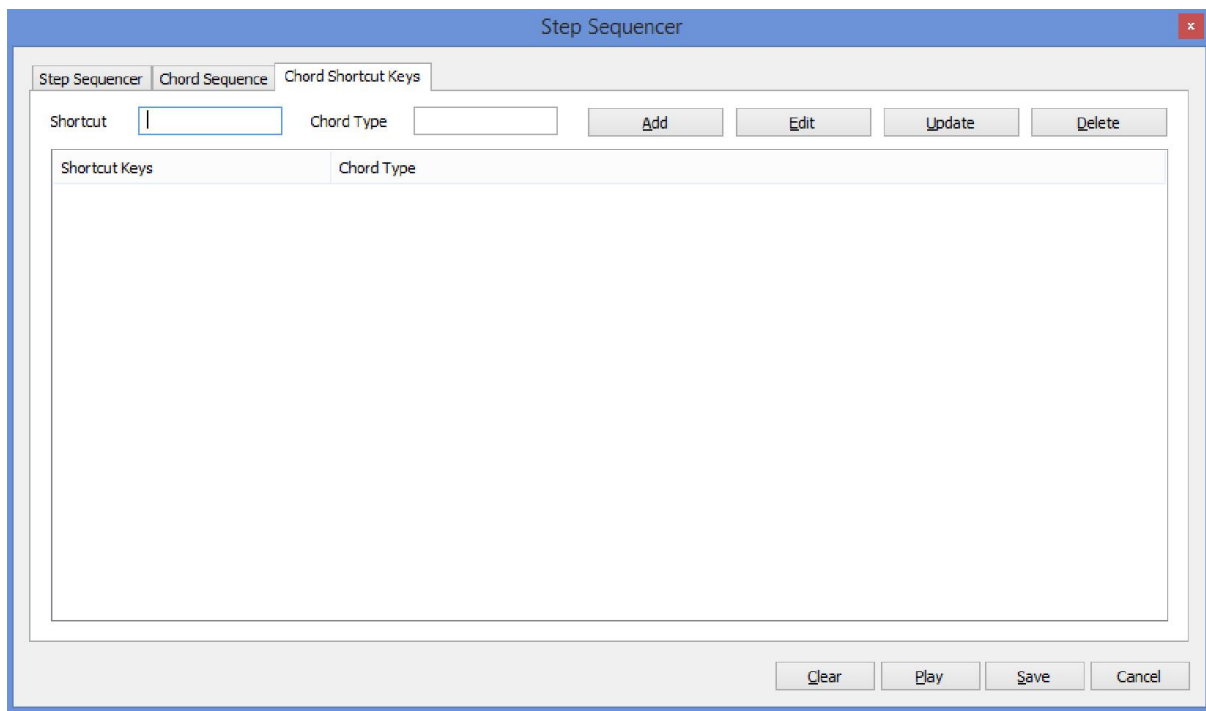 Step Sequencer
x
Step Sequencer Chord Sequence Chord Shortcut Keys
Shortcut Chord Type Add Edit Update Delete
Shortcut Keys Chord Type
Clear Play Save Cancel